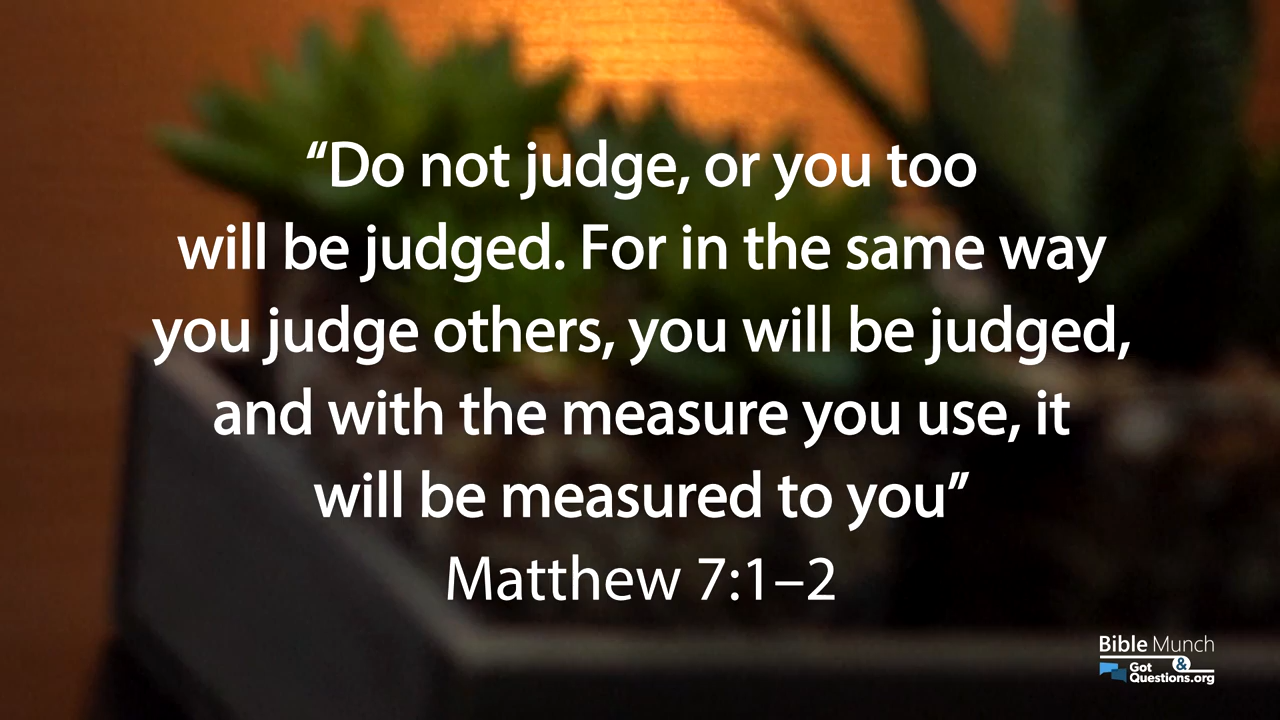 “Do not judge, or you too
will be judged. For in the same way
you judge others, you will be judged,
and with the measure you use, it
will be measured to you”
Matthew 7:1–2
Bible Munch
&
Got
Questions.org